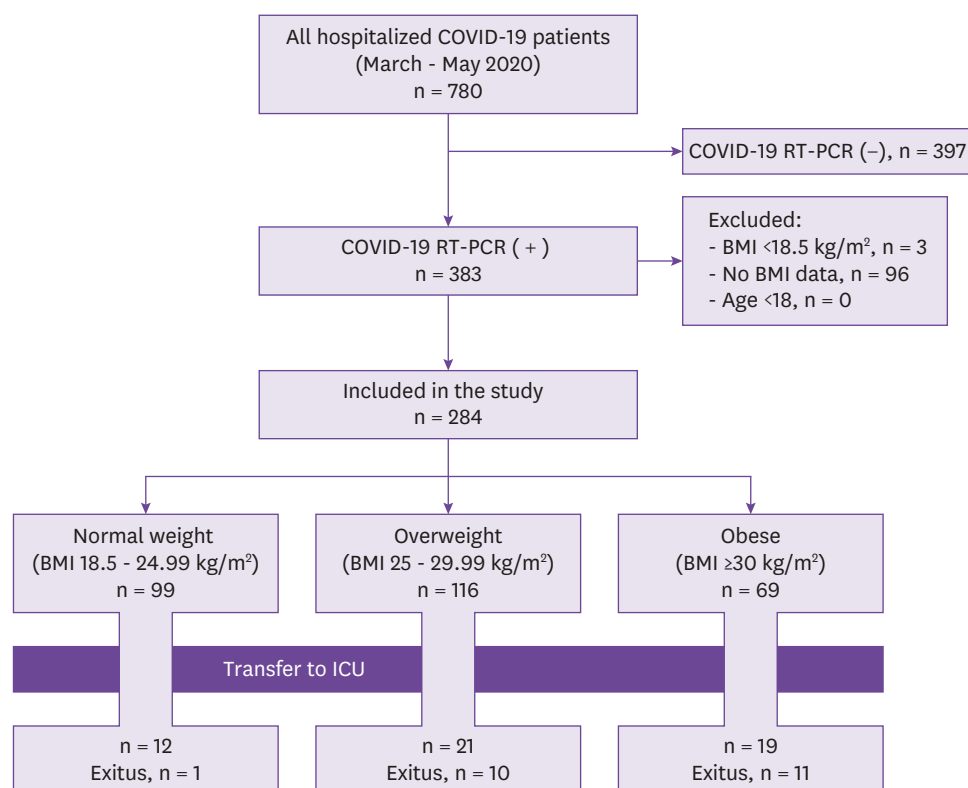 All hospitalized COVID-19 patients
(March - May 2020)
n = 780
COVID-19 RT-PCR (–), n = 397
COVID-19 RT-PCR ( + )
n = 383
Excluded:
- BMI <18.5 kg/m², n = 3
- No BMI data, n = 96
- Age <18, n = 0
Included in the study
n = 284
Normal weight
(BMI 18.5 - 24.99 kg/m²)
n = 99
Overweight
(BMI 25 - 29.99 kg/m²)
n = 116
Obese
(BMI ≥30 kg/m²)
n = 69
Transfer to ICU
n = 12
Exitus, n = 1
n = 21
Exitus, n = 10
n = 19
Exitus, n = 11